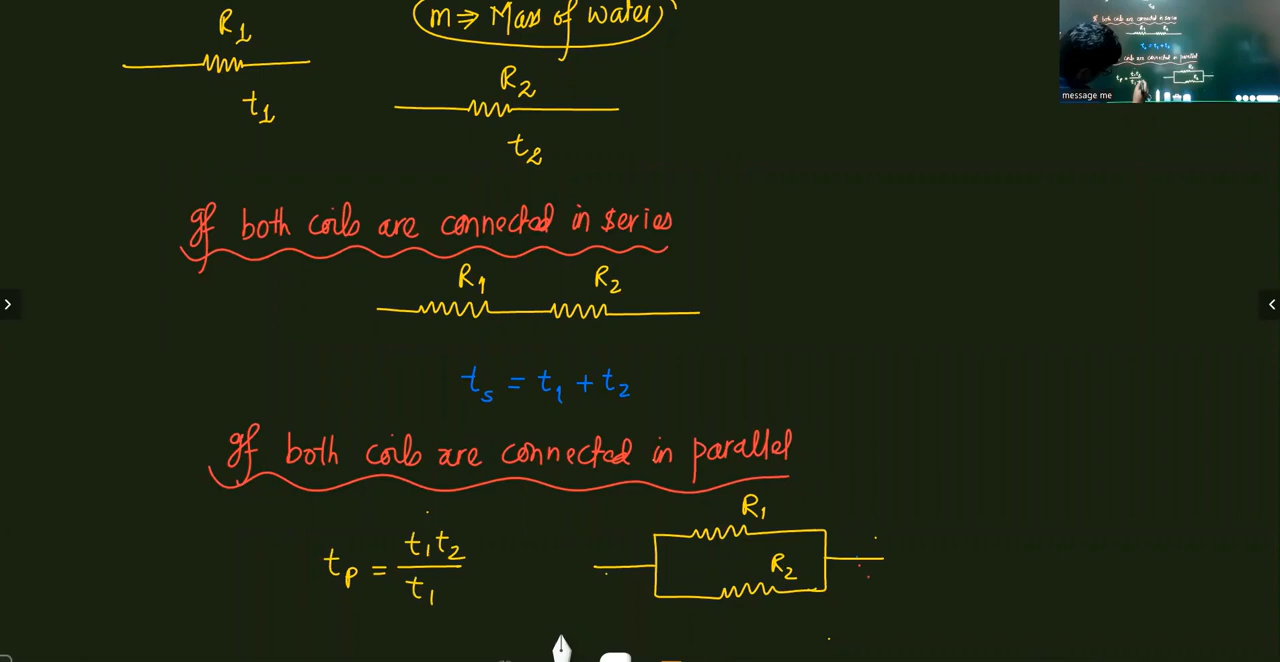 (m ⇒ Mass of water)
R1
t1
R2
t2
If both coils are connected in series
R1 R2
ts = t1 + t2
If both coils are connected in parallel
tp = t1t2 / t1
R1
R2
message me